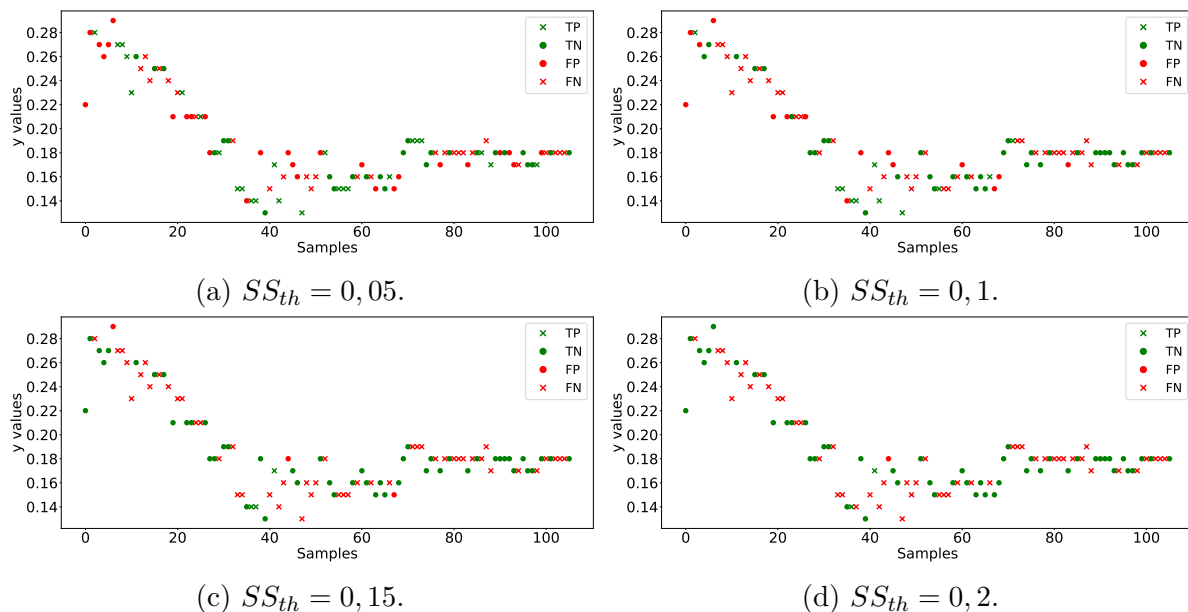 y values
0.28
0.26
0.24
0.22
0.20
0.18
0.16
0.14
0 20 40 60 80 100
Samples
TP
TN
FP
FN
(a) SS_th = 0, 05.
y values
0.28
0.26
0.24
0.22
0.20
0.18
0.16
0.14
0 20 40 60 80 100
Samples
TP
TN
FP
FN
(b) SS_th = 0, 1.
y values
0.28
0.26
0.24
0.22
0.20
0.18
0.16
0.14
0 20 40 60 80 100
Samples
TP
TN
FP
FN
(c) SS_th = 0, 15.
y values
0.28
0.26
0.24
0.22
0.20
0.18
0.16
0.14
0 20 40 60 80 100
Samples
TP
TN
FP
FN
(d) SS_th = 0, 2.